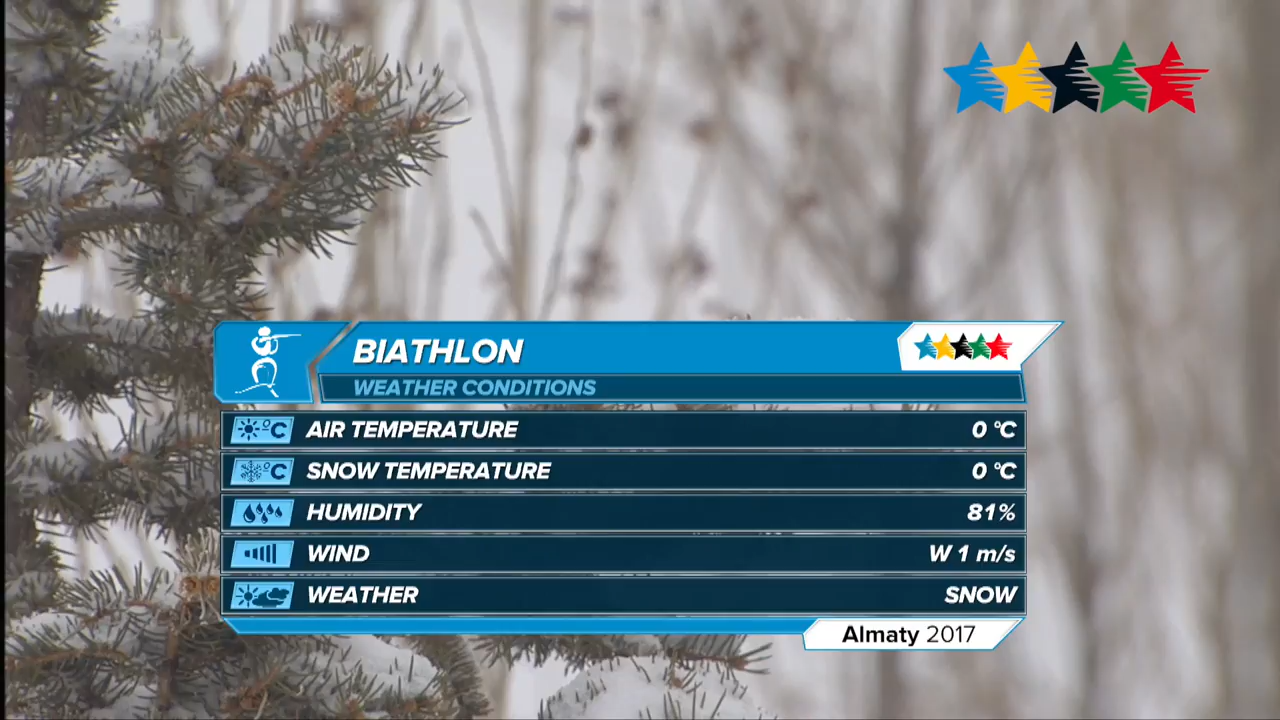 BIATHLON
WEATHER CONDITIONS
°C AIR TEMPERATURE 0 °C
°C SNOW TEMPERATURE 0 °C
HUMIDITY 81%
WIND W 1 m/s
WEATHER SNOW
Almaty 2017